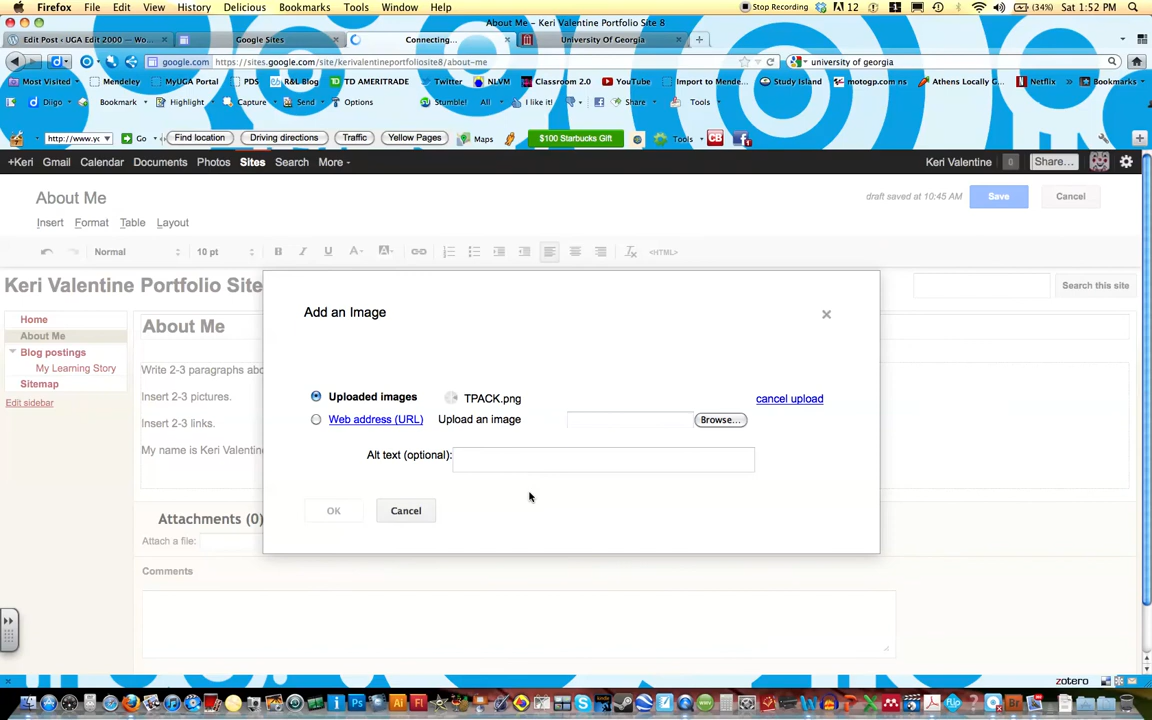 Firefox File Edit View History Delicious Bookmarks Tools Window Help Stop Recording 12 (34%) Sat 1:52 PM
About Me – Keri Valentine Portfolio Site 8
Edit Post ‹ UGA Edit 2000 — Wo... Google Sites Connecting... University Of Georgia
google.com https://sites.google.com/site/kerivalentineportfoliosite8/about-me university of georgia
Most Visited Mendeley MyUGA Portal PDS R&L Blog TD AMERITRADE Twitter NLVM Classroom 2.0 YouTube Import to Mende... Study Island motogp.com ns Athens Locally G... Netflix » Bookmarks
Diigo Bookmark Highlight Capture Send Options Stumble! All I like it! Share Tools
http://www.yo Go Find location Driving directions Traffic Yellow Pages Maps $100 Starbucks Gift Tools CB
+Keri Gmail Calendar Documents Photos Sites Search More Keri Valentine 0 Share...
About Me draft saved at 10:45 AM Save Cancel
Insert Format Table Layout
Normal 10 pt B I U A A <HTML>
Keri Valentine Portfolio Site Search this site
Add an Image
Home
About Me
Blog postings
My Learning Story
Sitemap
Edit sidebar
About Me
Write 2-3 paragraphs abo
Insert 2-3 pictures.
Insert 2-3 links.
My name is Keri Valentin
Uploaded images TPACK.png cancel upload
Web address (URL) Upload an image Browse...
Alt text (optional):
OK Cancel
Attachments (0)
Attach a file:
Comments
zotero